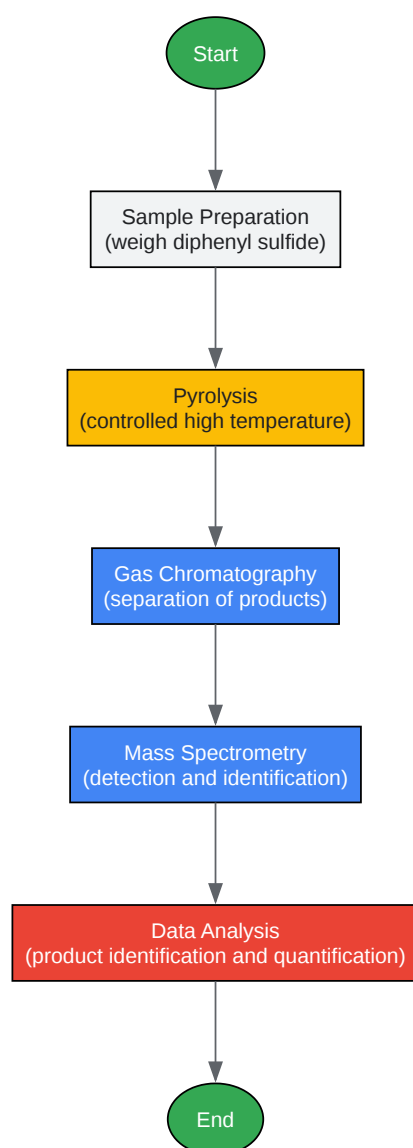 Start
Sample Preparation
(weigh diphenyl sulfide)
Pyrolysis
(controlled high temperature)
Gas Chromatography
(separation of products)
Mass Spectrometry
(detection and identification)
Data Analysis
(product identification and quantification)
End